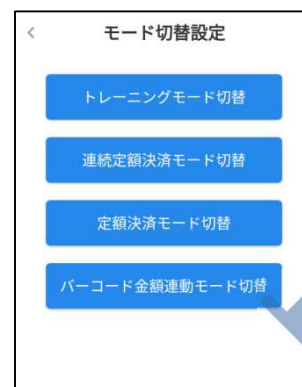 モード切替設定
トレーニングモード切替
連続定額決済モード切替
定額決済モード切替
バーコード金額連動モード切替